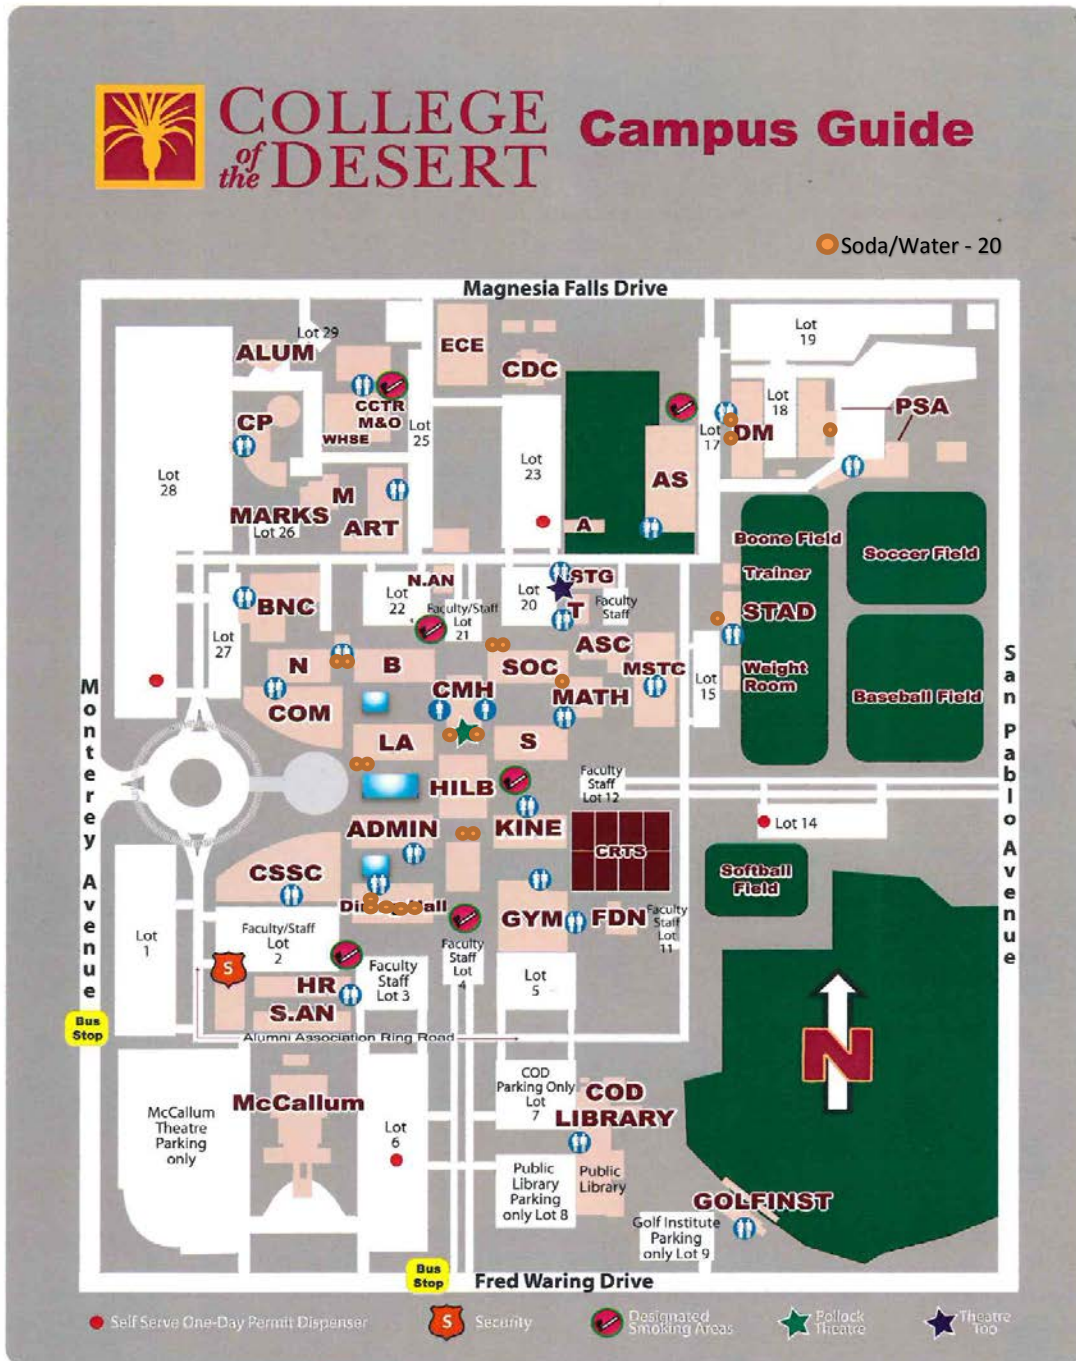 COLLEGE
of the DESERT
Campus Guide
Soda/Water - 20
Magnesia Falls Drive
Lot 29
ALUM
ECE
CDC
Lot
19
CCTR
M&O
WHSE
CP
Lot
25
Lot
28
Lot
23
Lot
17
Lot
18
DM
PSA
AS
M
MARKS
Lot 26
ART
A
Boone Field
Soccer Field
Trainer
N.AN
STG
Lot
20
T
Faculty
Staff
BNC
Lot
22
Faculty/Staff
Lot
21
STAD
Lot
27
ASC
N
B
SOC
MSTC
Lot
15
Weight
Room
Baseball Field
CMH
MATH
COM
LA
S
Monterey Avenue
San Pablo Avenue
HILB
Faculty
Staff
Lot 12
ADMIN
KINE
CRTS
Lot 14
CSSC
Softball
Field
GYM
FDN
Faculty
Staff
Lot
11
Lot
1
Faculty/Staff
Lot
2
Faculty
Staff
Lot
4
S
HR
Faculty
Staff
Lot 3
Lot
5
S.AN
Bus
Stop
Alumni Association Ring Road
N
McCallum
COD
Parking Only
Lot
7
COD
LIBRARY
McCallum
Theatre
Parking
only
Lot
6
Public
Library
Parking
only Lot 8
Public
Library
GOLFINST
Golf Institute
Parking
only Lot 9
Bus
Stop
Fred Waring Drive
Self Serve One-Day Permit Dispenser
S
Security
Designated
Smoking Areas
Pollock
Theatre
Theatre
Too